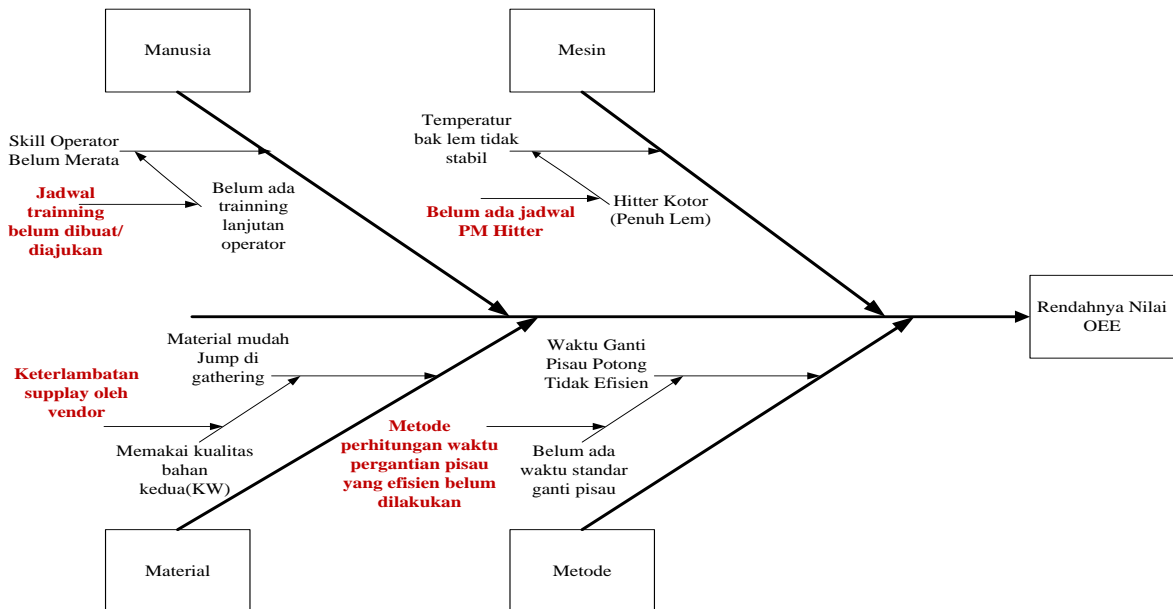 Manusia
Mesin
Skill Operator
Belum Merata
Jadwal
trainning
belum dibuat/
diajukan
Belum ada
trainning
lanjutan
operator
Temperatur
bak lem tidak
stabil
Belum ada jadwal
PM Hitter
Hitter Kotor
(Penuh Lem)
Rendahnya Nilai
OEE
Material mudah
Jump di
gathering
Keterlambatan
supplay oleh
vendor
Memakai kualitas
bahan
kedua(KW)
Waktu Ganti
Pisau Potong
Tidak Efisien
Metode
perhitungan waktu
pergantian pisau
yang efisien belum
dilakukan
Belum ada
waktu standar
ganti pisau
Material
Metode